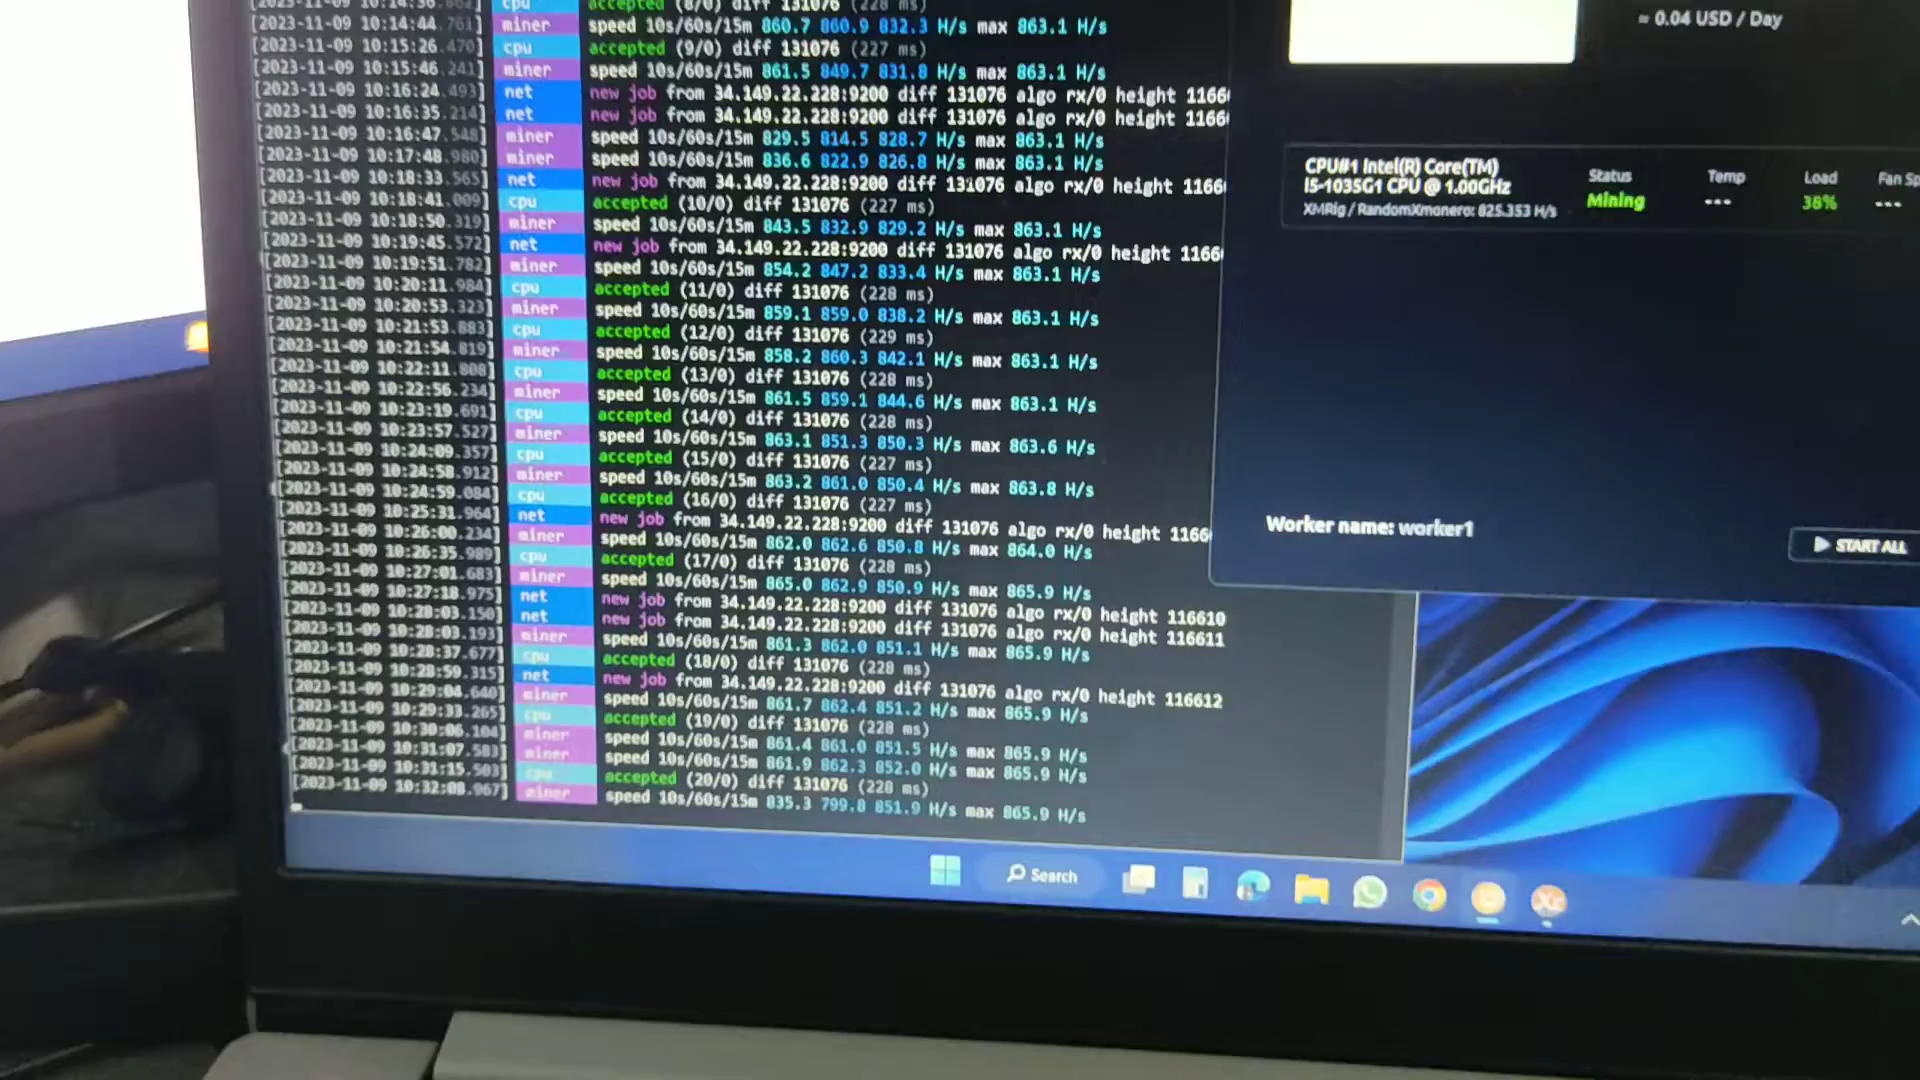 [2023-11-09 10:14:36.862] cpu accepted (8/0) diff 131076 (228 ms)
[2023-11-09 10:14:44.761] miner speed 10s/60s/15m 860.7 860.9 832.3 H/s max 863.1 H/s
[2023-11-09 10:15:26.470] cpu accepted (9/0) diff 131076 (227 ms)
[2023-11-09 10:15:46.241] miner speed 10s/60s/15m 861.5 849.7 831.8 H/s max 863.1 H/s
[2023-11-09 10:16:24.493] net new job from 34.149.22.228:9200 diff 131076 algo rx/0 height 1166
[2023-11-09 10:16:35.214] net new job from 34.149.22.228:9200 diff 131076 algo rx/0 height 1166
[2023-11-09 10:16:47.548] miner speed 10s/60s/15m 829.5 814.5 828.7 H/s max 863.1 H/s
[2023-11-09 10:17:48.980] miner speed 10s/60s/15m 836.6 822.9 826.8 H/s max 863.1 H/s
[2023-11-09 10:18:33.565] net new job from 34.149.22.228:9200 diff 131076 algo rx/0 height 1166
[2023-11-09 10:18:41.009] cpu accepted (10/0) diff 131076 (227 ms)
[2023-11-09 10:18:50.319] miner speed 10s/60s/15m 843.5 832.9 829.2 H/s max 863.1 H/s
[2023-11-09 10:19:45.572] net new job from 34.149.22.228:9200 diff 131076 algo rx/0 height 1166
[2023-11-09 10:19:51.782] miner speed 10s/60s/15m 854.2 847.2 833.4 H/s max 863.1 H/s
[2023-11-09 10:20:11.984] cpu accepted (11/0) diff 131076 (228 ms)
[2023-11-09 10:20:53.323] miner speed 10s/60s/15m 859.1 859.0 838.2 H/s max 863.1 H/s
[2023-11-09 10:21:53.883] cpu accepted (12/0) diff 131076 (229 ms)
[2023-11-09 10:21:54.819] miner speed 10s/60s/15m 858.2 860.3 842.1 H/s max 863.1 H/s
[2023-11-09 10:22:11.808] cpu accepted (13/0) diff 131076 (228 ms)
[2023-11-09 10:22:56.234] miner speed 10s/60s/15m 861.5 859.1 844.6 H/s max 863.1 H/s
[2023-11-09 10:23:19.691] cpu accepted (14/0) diff 131076 (228 ms)
[2023-11-09 10:23:57.527] miner speed 10s/60s/15m 863.1 851.3 850.3 H/s max 863.6 H/s
[2023-11-09 10:24:09.357] cpu accepted (15/0) diff 131076 (227 ms)
[2023-11-09 10:24:58.912] miner speed 10s/60s/15m 863.2 861.0 850.4 H/s max 863.8 H/s
[2023-11-09 10:24:59.084] cpu accepted (16/0) diff 131076 (227 ms)
[2023-11-09 10:25:31.964] net new job from 34.149.22.228:9200 diff 131076 algo rx/0 height 1166
[2023-11-09 10:26:00.234] miner speed 10s/60s/15m 862.0 862.6 850.8 H/s max 864.0 H/s
[2023-11-09 10:26:35.989] cpu accepted (17/0) diff 131076 (228 ms)
[2023-11-09 10:27:01.683] miner speed 10s/60s/15m 865.0 862.9 850.9 H/s max 865.9 H/s
[2023-11-09 10:27:18.975] net new job from 34.149.22.228:9200 diff 131076 algo rx/0 height 116610
[2023-11-09 10:28:03.150] net new job from 34.149.22.228:9200 diff 131076 algo rx/0 height 116611
[2023-11-09 10:28:03.193] miner speed 10s/60s/15m 861.3 862.0 851.1 H/s max 865.9 H/s
[2023-11-09 10:28:37.677] cpu accepted (18/0) diff 131076 (228 ms)
[2023-11-09 10:28:59.315] net new job from 34.149.22.228:9200 diff 131076 algo rx/0 height 116612
[2023-11-09 10:29:04.640] miner speed 10s/60s/15m 861.7 862.4 851.2 H/s max 865.9 H/s
[2023-11-09 10:29:33.265] cpu accepted (19/0) diff 131076 (228 ms)
[2023-11-09 10:30:06.104] miner speed 10s/60s/15m 861.4 861.0 851.5 H/s max 865.9 H/s
[2023-11-09 10:31:07.583] miner speed 10s/60s/15m 861.9 862.3 852.0 H/s max 865.9 H/s
[2023-11-09 10:31:15.503] cpu accepted (20/0) diff 131076 (228 ms)
[2023-11-09 10:32:08.967] miner speed 10s/60s/15m 835.3 799.8 851.9 H/s max 865.9 H/s
≈ 0.04 USD / Day
CPU#1 Intel(R) Core(TM)
i5-1035G1 CPU @ 1.00GHz
XMRig / RandomXmonero: 825.353 H/s
Status Temp Load Fan Sp
Mining --- 38% ---
Worker name: worker1
START ALL
Search